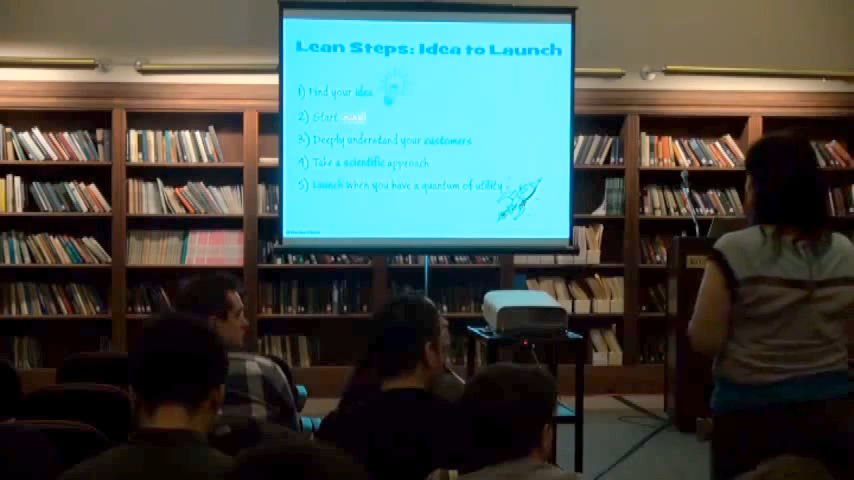 Lean Steps: Idea to Launch
1) Find your idea
2) Start small
3) Deeply understand your customers
4) Take a scientific approach
5) Launch when you have a quantum of utility